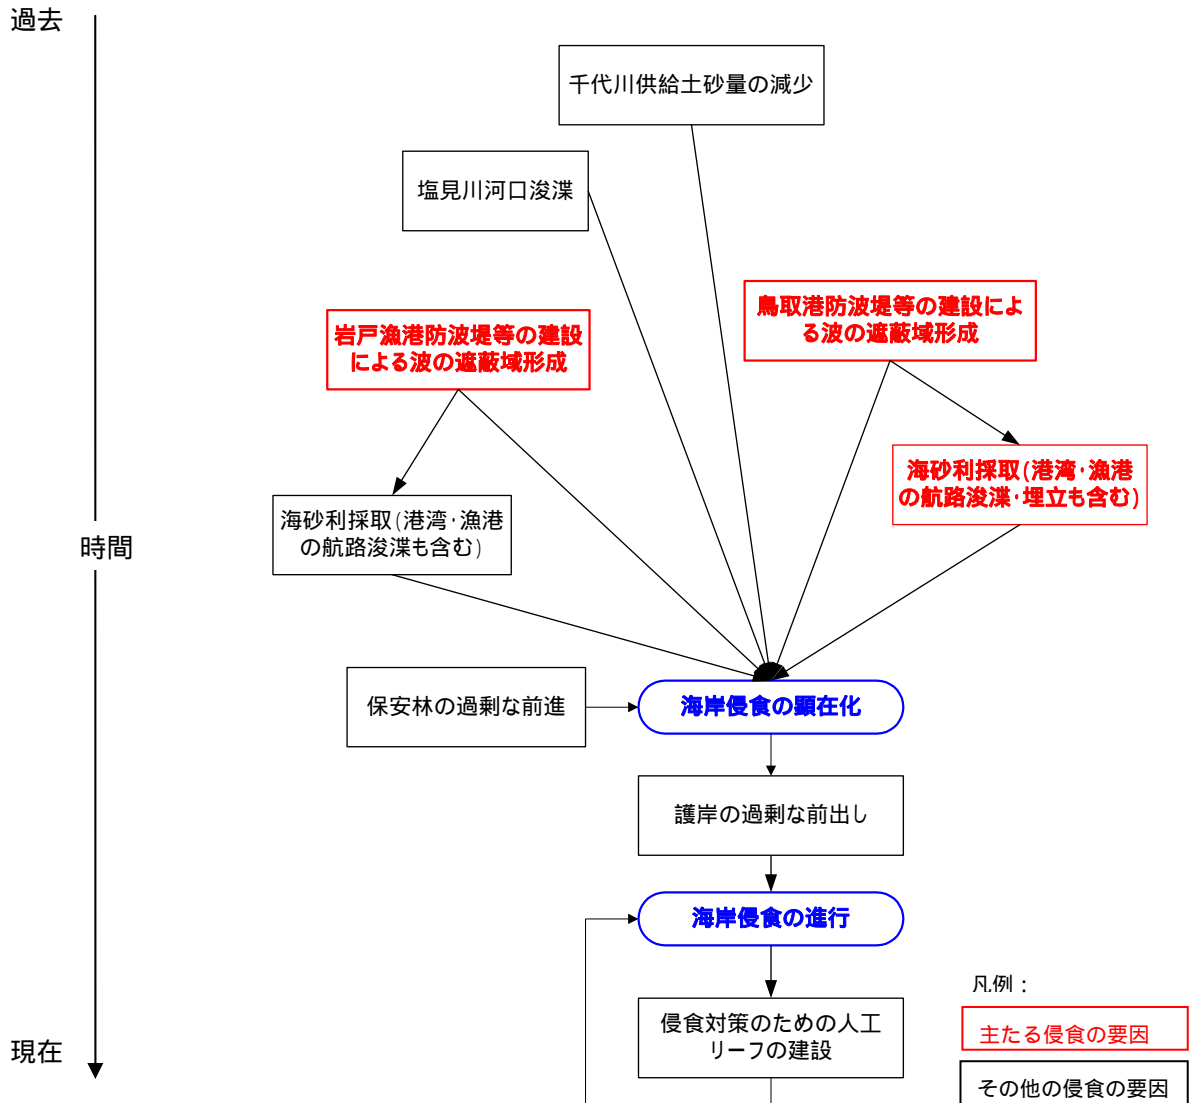 過去
千代川供給土砂量の減少
塩見川河口浚渫
鳥取港防波堤等の建設によ
る波の遮蔽域形成
岩戸漁港防波堤等の建設
による波の遮蔽域形成
海砂利採取(港湾・漁港
の航路浚渫・埋立も含む)
海砂利採取(港湾・漁港
の航路浚渫も含む)
時間
保安林の過剰な前進
海岸侵食の顕在化
護岸の過剰な前出し
海岸侵食の進行
凡例：
侵食対策のための人工
リーフの建設
主たる侵食の要因
現在
その他の侵食の要因